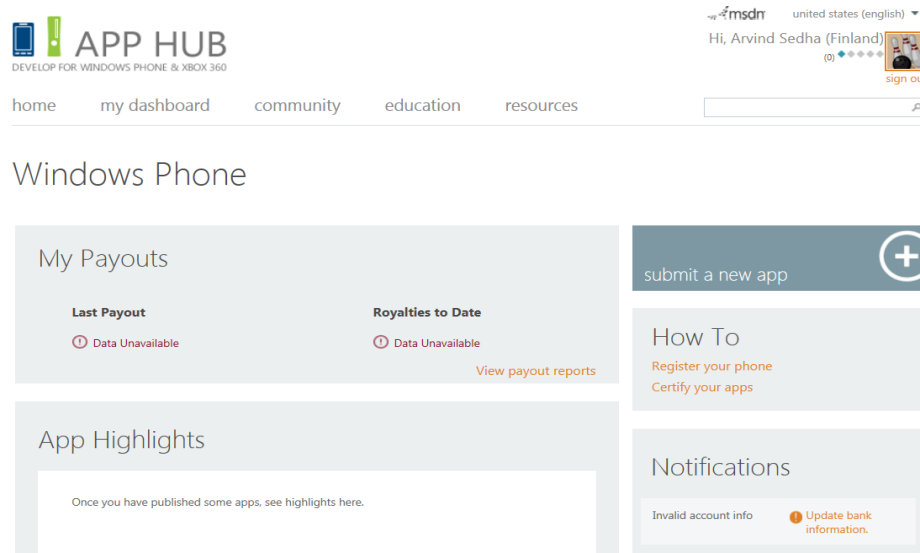 msdn
united states (english)
APP HUB
DEVELOP FOR WINDOWS PHONE & XBOX 360
Hi, Arvind Sedha (Finland)
(0)
sign ou
home my dashboard community education resources
Windows Phone
My Payouts
Last Payout Royalties to Date
Data Unavailable Data Unavailable
View payout reports
submit a new app
How To
Register your phone
Certify your apps
App Highlights
Once you have published some apps, see highlights here.
Notifications
Invalid account info Update bank
information.